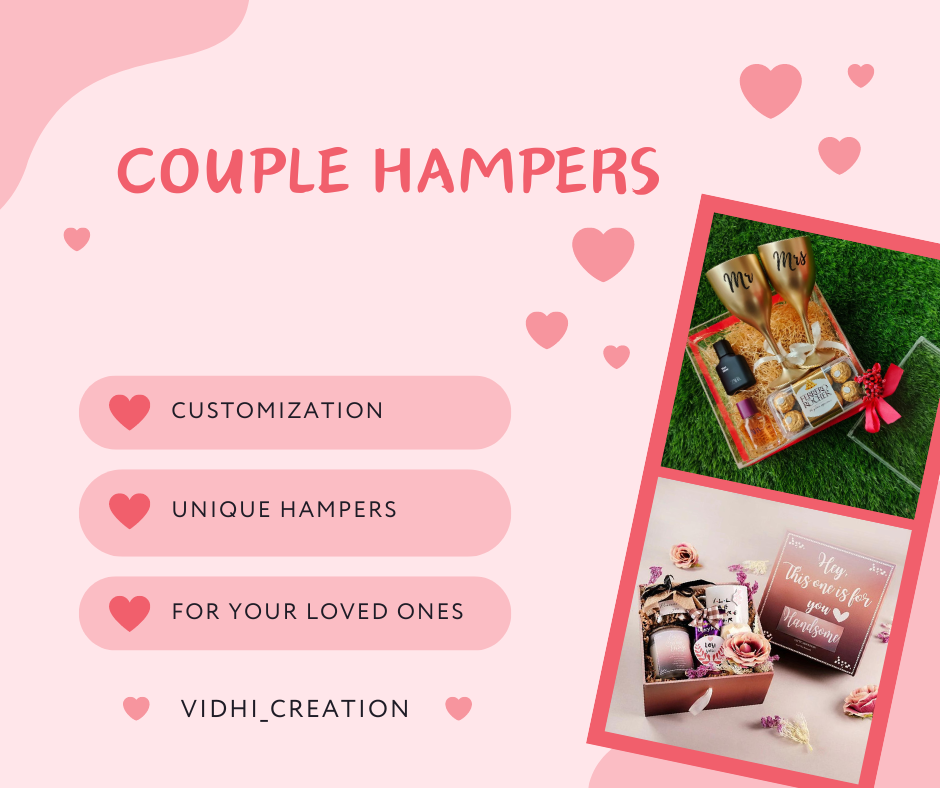 COUPLE HAMPERS
Mr
Mrs
FERRERO
ROCHER
CUSTOMIZATION
UNIQUE HAMPERS
FOR YOUR LOVED ONES
VIDHI_CREATION
Hey,
This one is for
you
Handsome